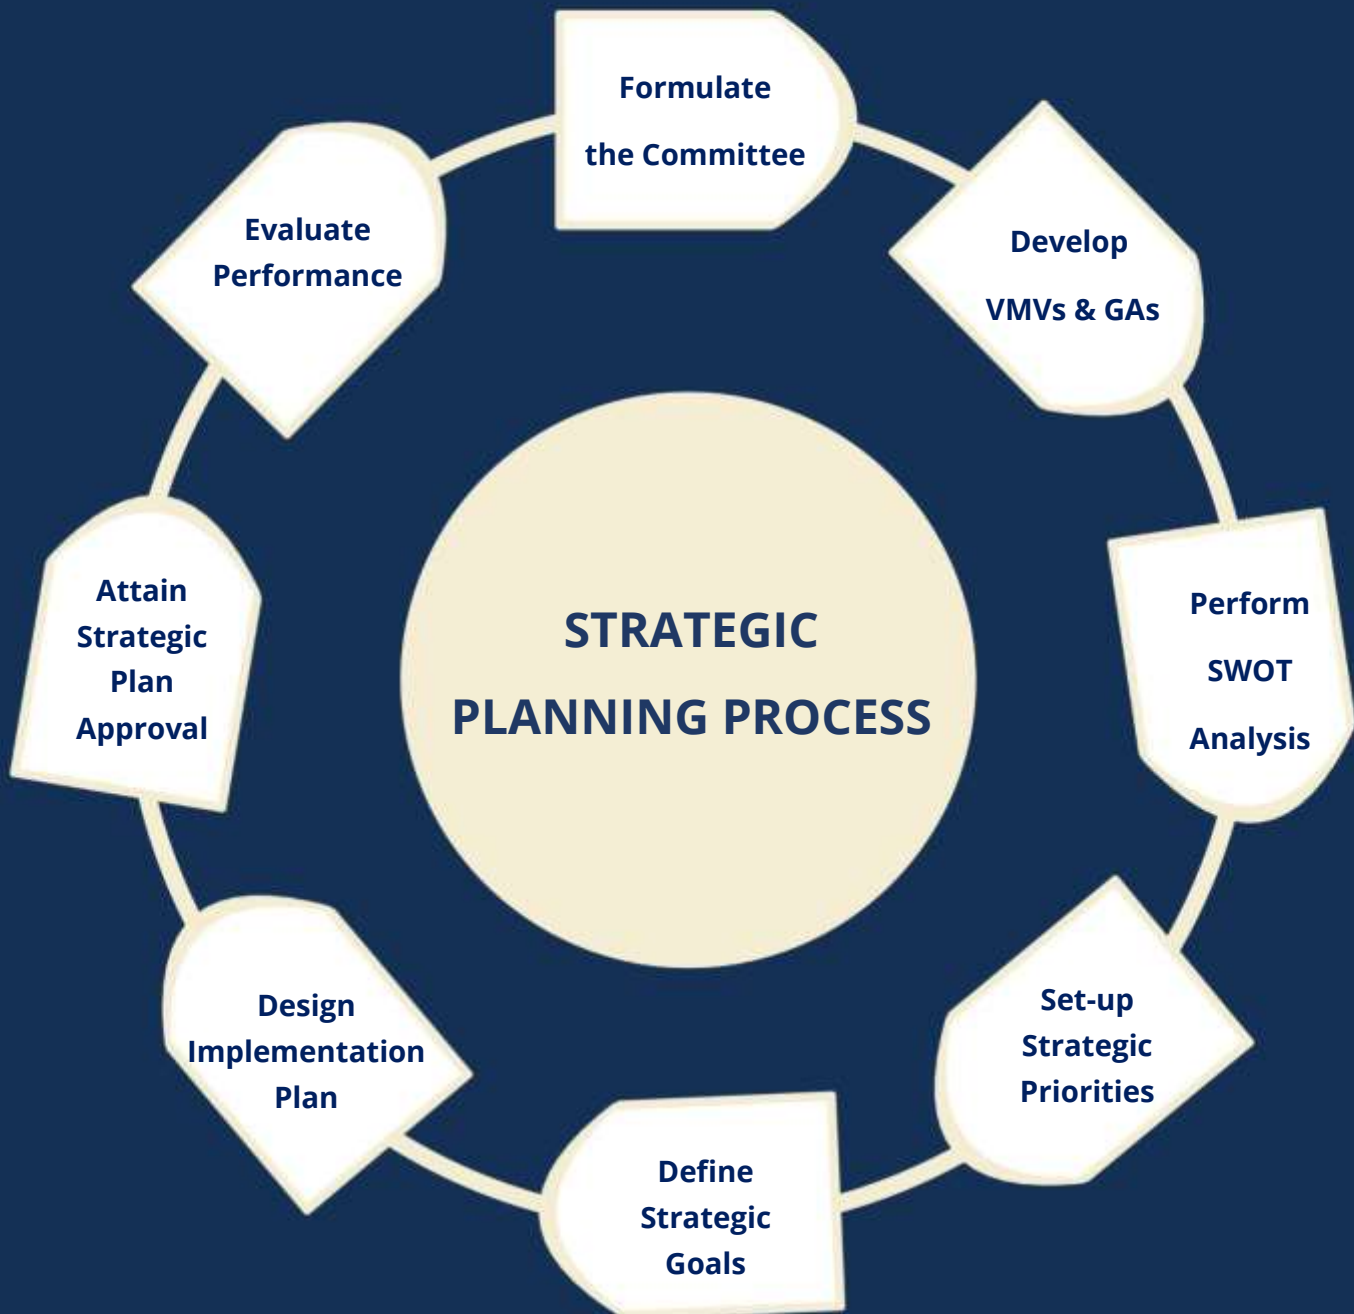 Formulate
the Committee
Develop
VMVs & GAs
Perform
SWOT
Analysis
Set-up
Strategic
Priorities
Define
Strategic
Goals
Design
Implementation
Plan
Attain
Strategic
Plan
Approval
Evaluate
Performance
STRATEGIC
PLANNING PROCESS